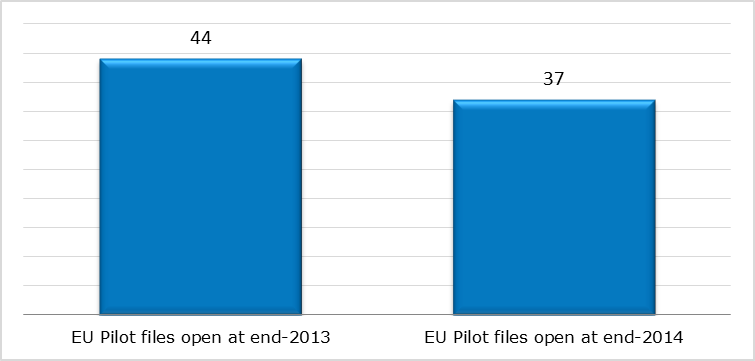 44
37
EU Pilot files open at end-2013
EU Pilot files open at end-2014